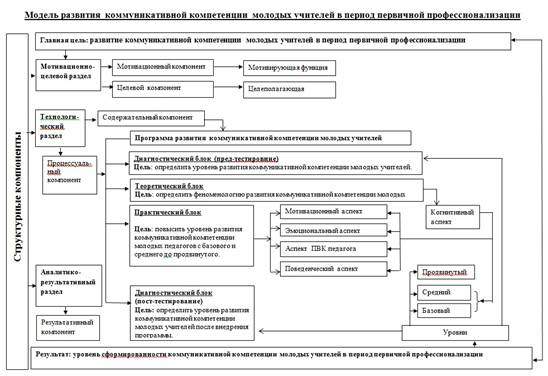 Модель развития коммуникативной компетенции молодых учителей в период первичной профессионализации
Структурные компоненты
Главная цель: развитие коммуникативной компетенции молодых учителей в период первичной профессионализации
Мотивационно-
целевой раздел
Мотивационный компонент
Мотивирующая функция
Целевой компонент
Целеполагающая
Технологи-
ческий
раздел
Содержательный компонент
Программа развития коммуникативной компетенции молодых учителей
Процессуаль-
ный
компонент
Диагностический блок (пред-тестирование)
Цель: определить уровень развития коммуникативной компетенции молодых учителей.
Теоретический блок
Цель: определить феноменологию развития коммуникативной компетенции молодых
Практический блок
Цель: повысить уровень развития
коммуникативной компетенции
молодых педагогов с базового и
среднего до продвинутого.
Мотивационный аспект
Эмоциональный аспект
Аспект ПВК педагога
Поведенческий аспект
Когнитивный
аспект
Аналитико-
результативный
раздел
Результативный
компонент
Диагностический блок
(пост-тестирование)
Цель: определить уровень развития
коммуникативной компетенции
молодых учителей после внедрения
программы.
Продвинутый
Средний
Базовый
Уровни
Результат: уровень сформированности коммуникативной компетенции молодых учителей в период первичной профессионализации